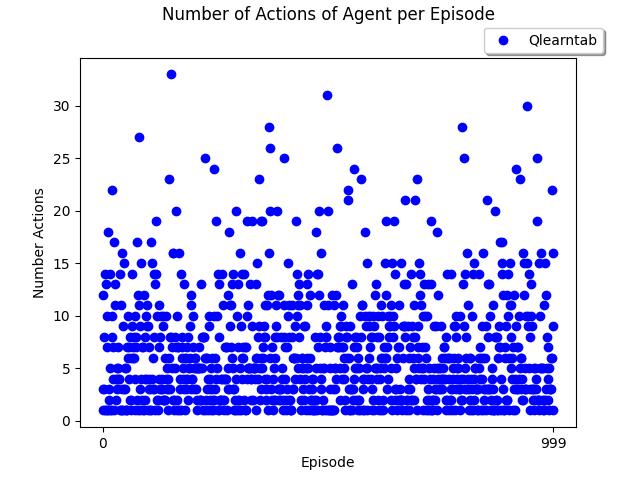 Number of Actions of Agent per Episode
Qlearntab
30
25
20
15
10
5
0
Number Actions
0 999
Episode